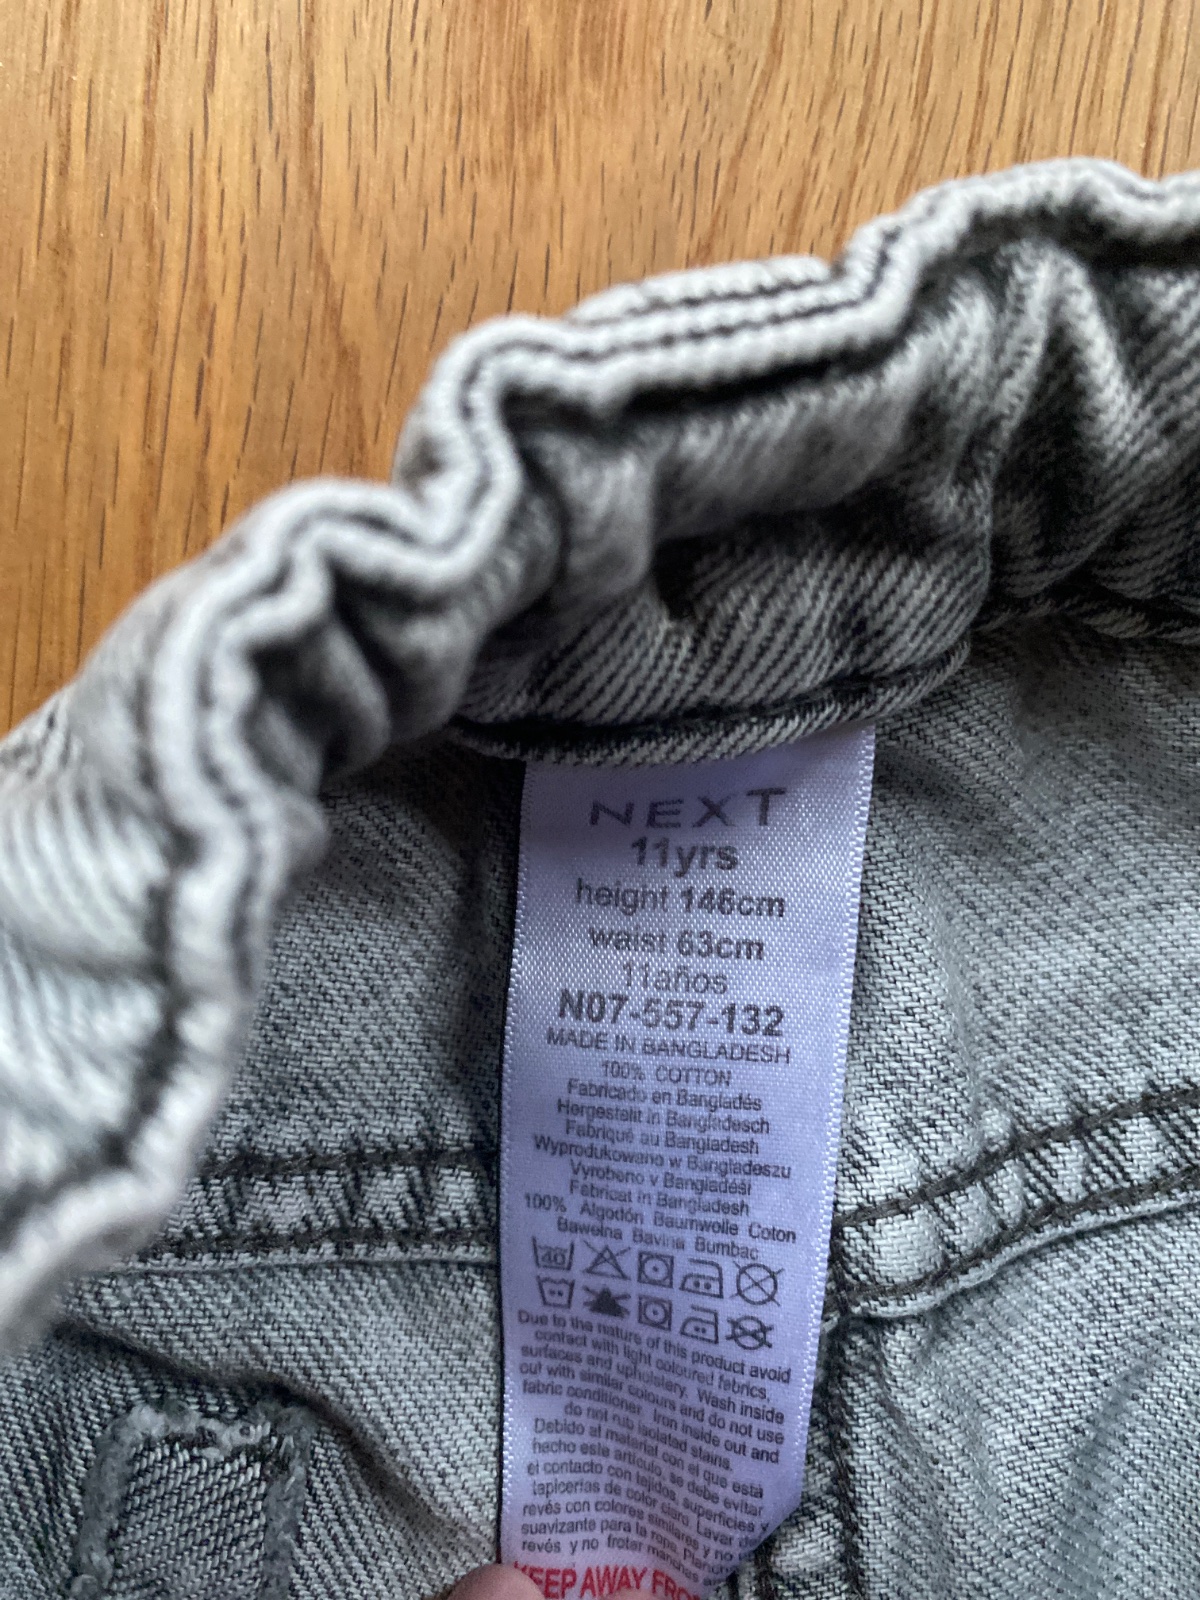 NEXT
11yrs
height 146cm
waist 63cm
11años
N07-557-132
MADE IN BANGLADESH
100% COTTON
Fabricado en Bangladés
Hergestellt in Bangladesch
Fabriqué au Bangladesh
Wyprodukowano w Bangladeszu
Vyrobeno v Bangladéši
Fabricat in Bangladesh
100% Algodón Baumwolle Coton
Bawełna Bavlna Bumbac
40
Due to the nature of this product avoid
contact with light coloured fabrics,
surfaces and upholstery. Wash inside
out with similar colours and do not use
fabric conditioner. Iron inside out and
do not rub isolated stains.
Debido al material con el que está
hecho este artículo, se debe evitar
el contacto con tejidos, superficies y
tapicerías de color claro. Lavar del
revés con colores similares y no
suavizante para la ropa.
revés y no frotar manchas
KEEP AWAY FROM